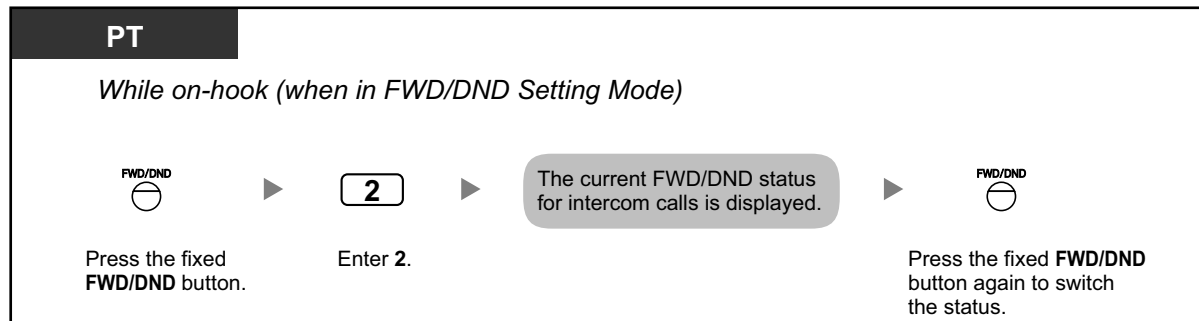 PT
While on-hook (when in FWD/DND Setting Mode)
FWD/DND
Press the fixed
FWD/DND button.
2
Enter 2.
The current FWD/DND status
for intercom calls is displayed.
FWD/DND
Press the fixed FWD/DND
button again to switch
the status.